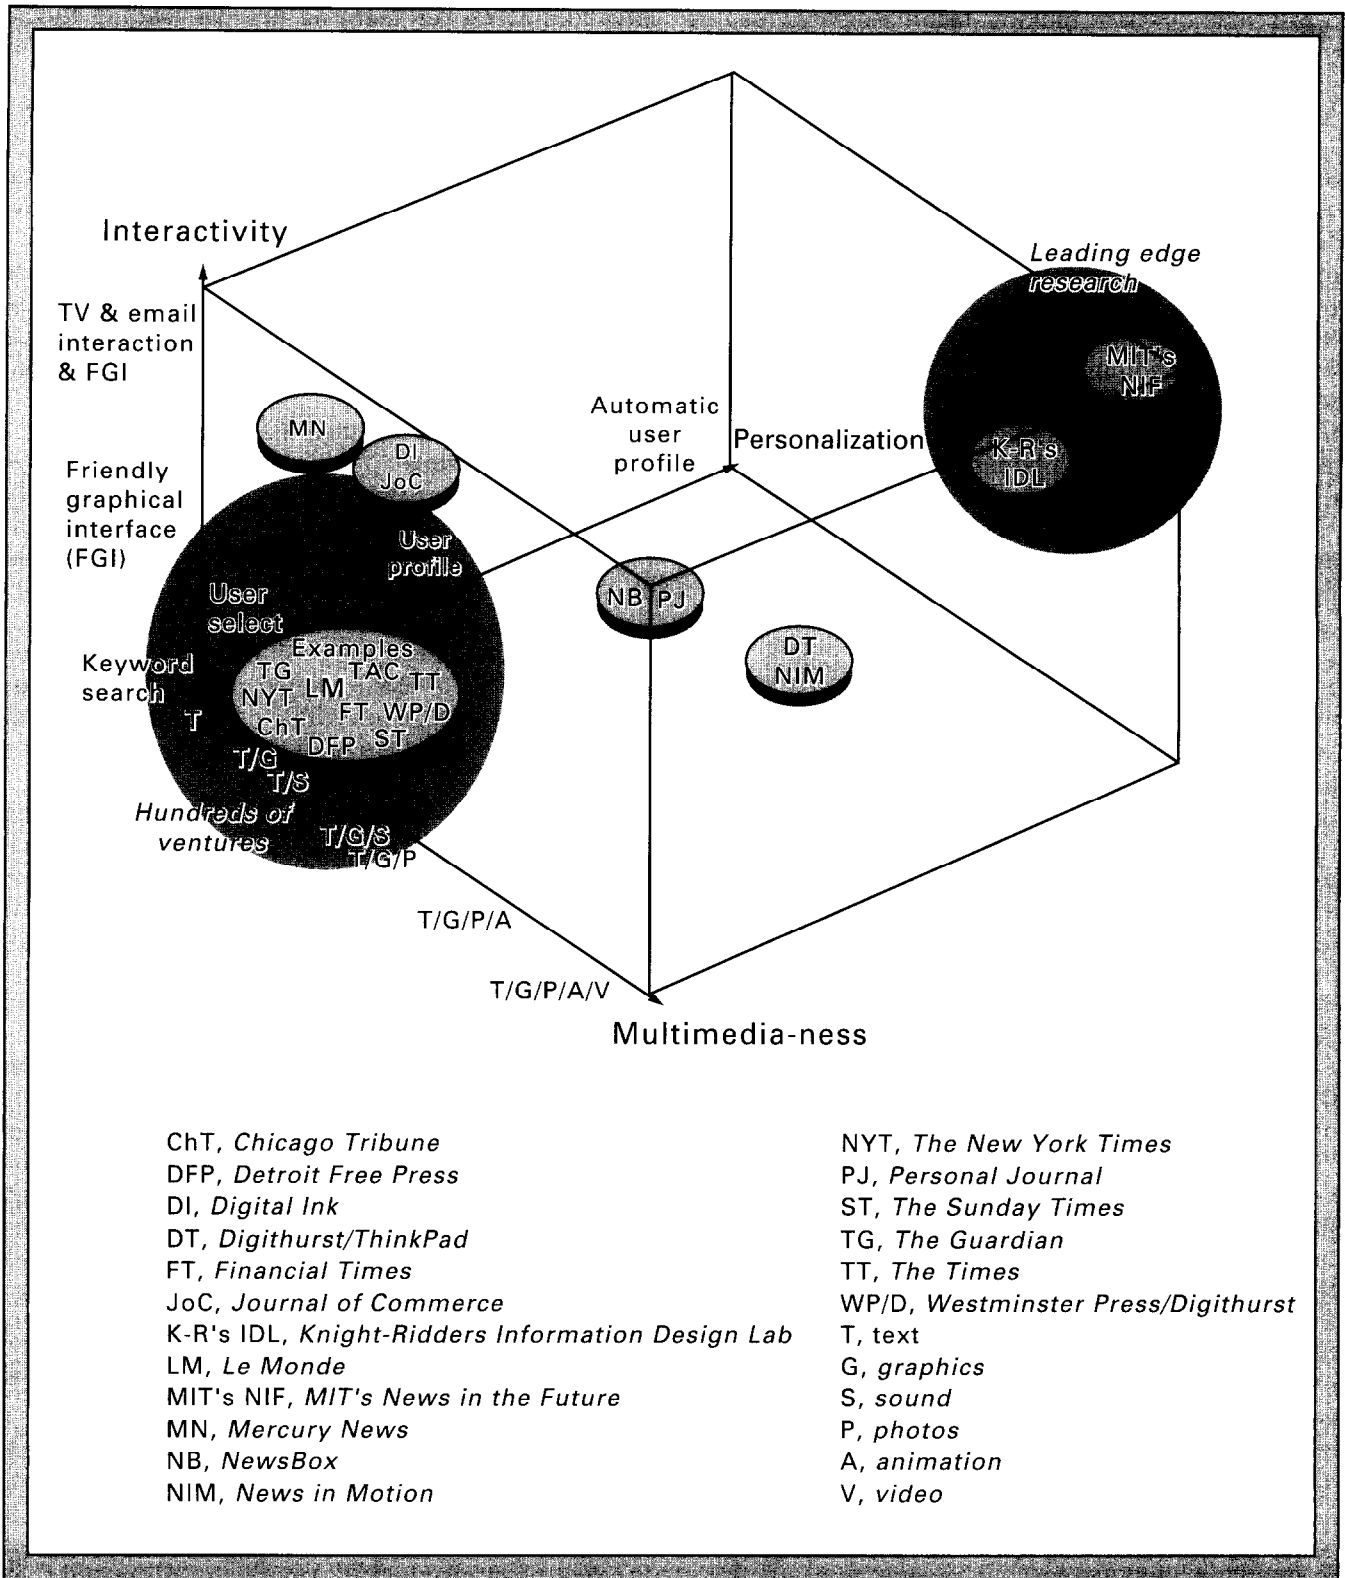 Interactivity
TV & email
interaction
& FGI
Leading edge
research
MIT's
NIF
K-R's
IDL
Automatic
user
profile
Personalization
MN
DI
JoC
Friendly
graphical
interface
(FGI)
User
profile
User
select
NB PJ
DT
NIM
Keyword
search
Examples
TG
TAC
TT
NYT
LM
FT
WP/D
ChT
DFP
ST
T
T/G
T/S
Hundreds of
ventures
T/G/S
T/G/P
T/G/P/A
T/G/P/A/V
Multimedia-ness
ChT, Chicago Tribune
DFP, Detroit Free Press
DI, Digital Ink
DT, Digithurst/ThinkPad
FT, Financial Times
JoC, Journal of Commerce
K-R's IDL, Knight-Ridders Information Design Lab
LM, Le Monde
MIT's NIF, MIT's News in the Future
MN, Mercury News
NB, NewsBox
NIM, News in Motion
NYT, The New York Times
PJ, Personal Journal
ST, The Sunday Times
TG, The Guardian
TT, The Times
WP/D, Westminster Press/Digithurst
T, text
G, graphics
S, sound
P, photos
A, animation
V, video